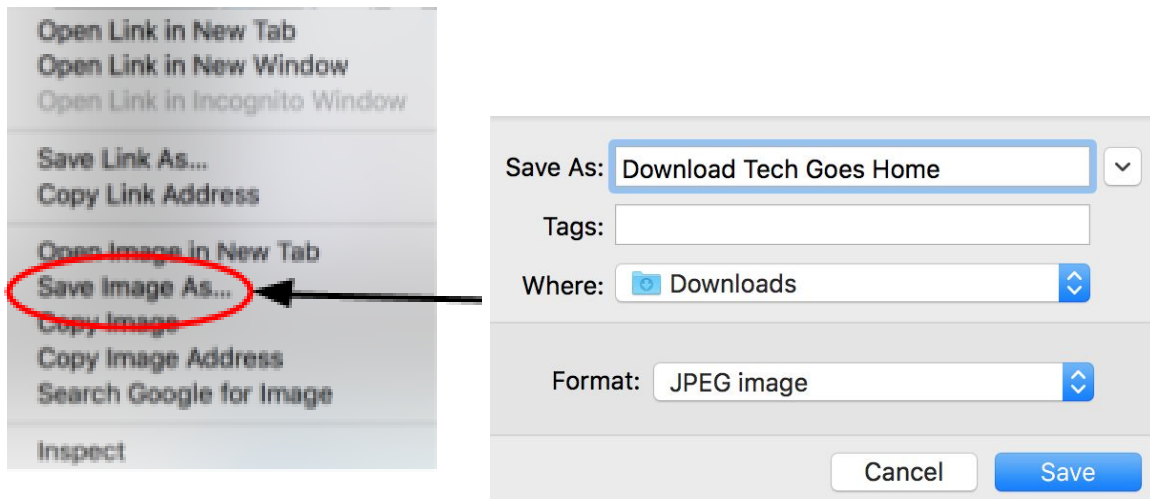 Open Link in New Tab
Open Link in New Window
Open Link in Incognito Window
Save Link As...
Copy Link Address
Open Image in New Tab
Save Image As...
Copy Image
Copy Image Address
Search Google for Image
Inspect
Save As: Download Tech Goes Home
Tags:
Where: Downloads
Format: JPEG image
Cancel Save